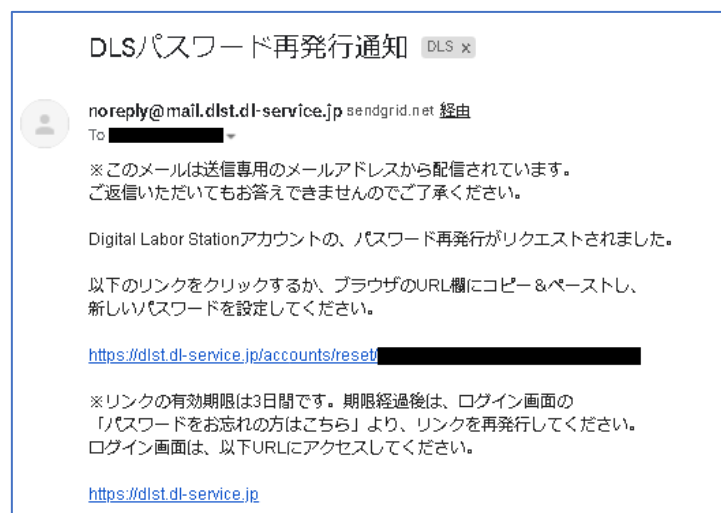 DLSパスワード再発行通知 DLS x
noreply@mail.dlst.dl-service.jp sendgrid.net 経由
To
※このメールは送信専用のメールアドレスから配信されています。
ご返信いただいてもお答えできませんのでご了承ください。
Digital Labor Stationアカウントの、パスワード再発行がリクエストされました。
以下のリンクをクリックするか、ブラウザのURL欄にコピー&ペーストし、
新しいパスワードを設定してください。
https://dlst.dl-service.jp/accounts/reset/
※リンクの有効期限は3日間です。期限経過後は、ログイン画面の
「パスワードをお忘れの方はこちら」より、リンクを再発行してください。
ログイン画面は、以下URLにアクセスしてください。
https://dlst.dl-service.jp